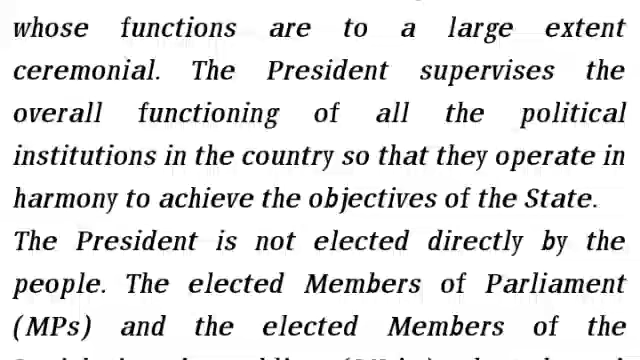 whose functions are to a large extent
ceremonial. The President supervises the
overall functioning of all the political
institutions in the country so that they operate in
harmony to achieve the objectives of the State.
The President is not elected directly by the
people. The elected Members of Parliament
(MPs) and the elected Members of the